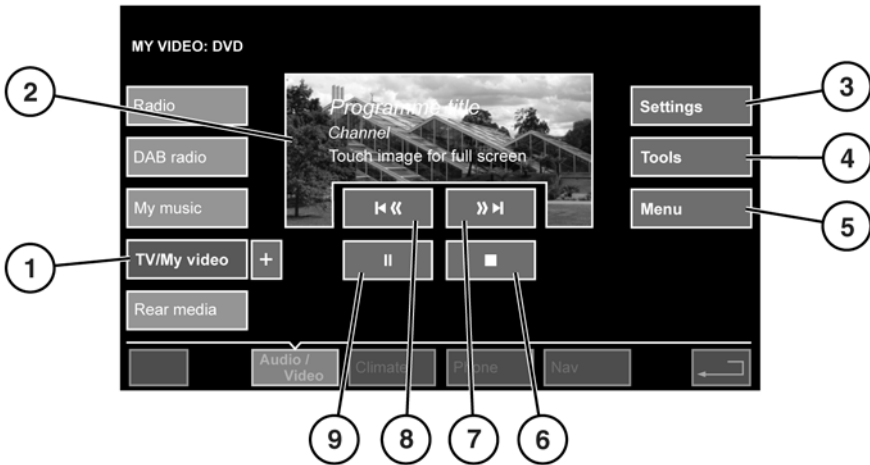 MY VIDEO: DVD
2
Radio
Programme title
Channel
Touch image for full screen
Settings
3
DAB radio
Tools
4
My music
Menu
5
1
TV/My video +
Rear media
Audio /
Video
Climate
Phone
Nav
9
8
7
6